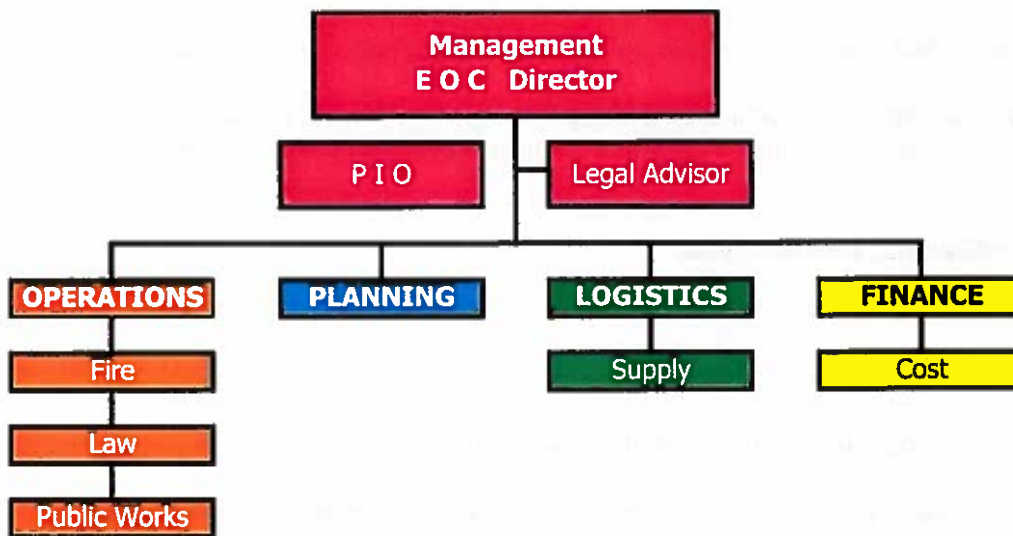 Management
E O C Director
P I O
Legal Advisor
OPERATIONS
PLANNING
LOGISTICS
FINANCE
Fire
Supply
Cost
Law
Public Works